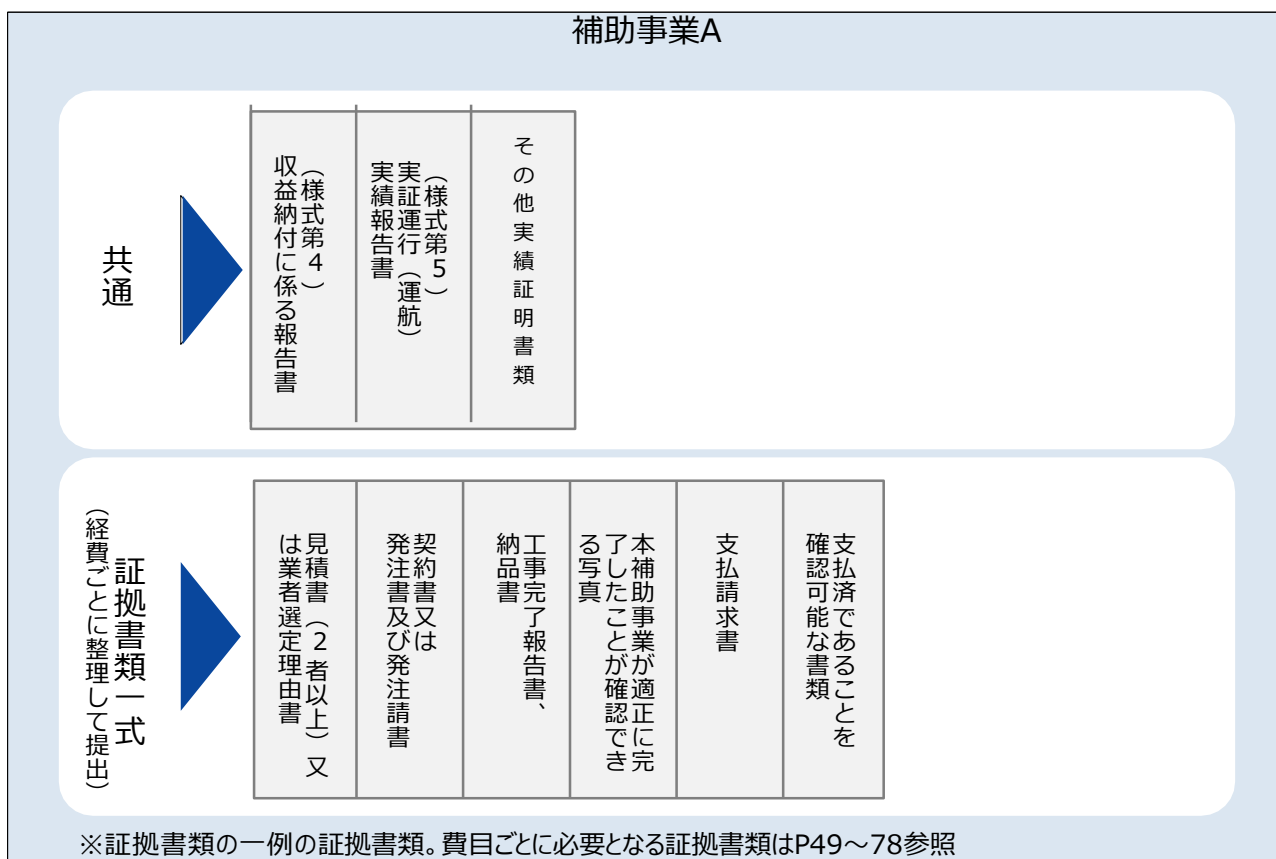 補助事業A
共通
（様式第４）
収益納付に係る報告書
（様式第５）
実証運行（運航）
実績報告書
その他実績証明書類
証拠書類一式
（経費ごとに整理して提出）
見積書（２者以上）又
は業者選定理由書
契約書又は
発注書及び発注請書
工事完了報告書、
納品書
本補助事業が適正に完
了したことが確認でき
る写真
支払請求書
支払済であることを
確認可能な書類
※証拠書類の一例の証拠書類。費目ごとに必要となる証拠書類はP49～78参照